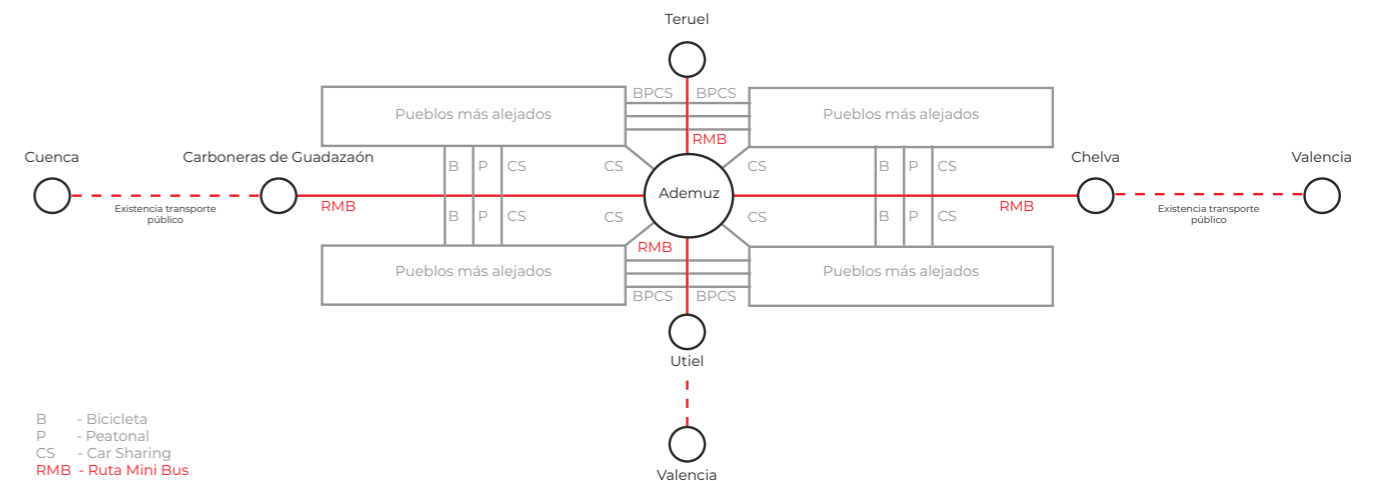 Teruel
BPCS BPCS
Pueblos más alejados
Pueblos más alejados
RMB
Cuenca
Carboneras de Guadazaón
B P CS
CS
CS
B P CS
Chelva
Valencia
Ademuz
Existencia transporte
público
RMB
RMB
Existencia transporte
público
B P CS
CS
CS
B P CS
RMB
Pueblos más alejados
Pueblos más alejados
BPCS BPCS
Utiel
B - Bicicleta
P - Peatonal
CS - Car Sharing
RMB - Ruta Mini Bus
Valencia